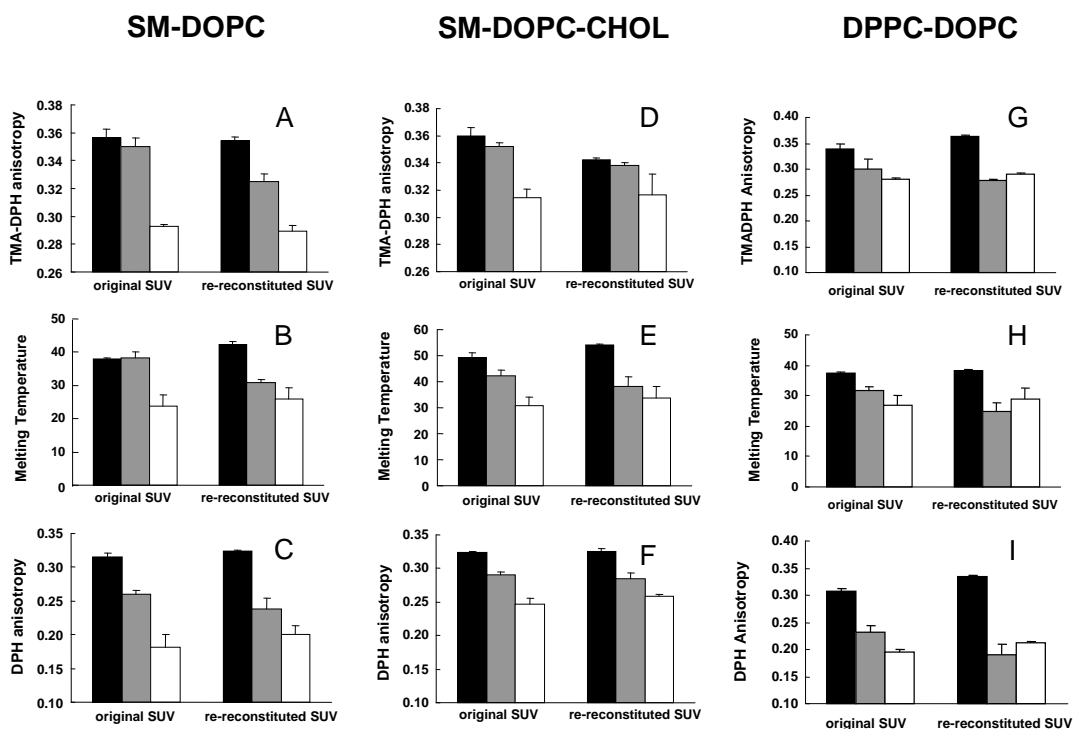 SM-DOPC
SM-DOPC-CHOL
DPPC-DOPC
A
TMA-DPH anisotropy
0.38
0.36
0.34
0.32
0.30
0.28
0.26
original SUV
re-reconstituted SUV
D
TMA-DPH anisotropy
0.38
0.36
0.34
0.32
0.30
0.28
0.26
original SUV
re-reconstituted SUV
G
TMADPH Anisotropy
0.40
0.35
0.30
0.25
0.20
0.15
0.10
original SUV
re-reconstituted SUV
B
Melting Temperature
50
40
30
20
10
0
original SUV
re-reconstituted SUV
E
Melting Temperature
60
50
40
30
20
10
0
original SUV
re-reconstituted SUV
H
Melting Temperature
50
40
30
20
10
0
original SUV
re-reconstituted SUV
C
DPH anisotropy
0.35
0.30
0.25
0.20
0.15
0.10
original SUV
re-reconstituted SUV
F
DPH anisotropy
0.35
0.30
0.25
0.20
0.15
0.10
original SUV
re-reconstituted SUV
I
DPH Anisotropy
0.40
0.35
0.30
0.25
0.20
0.15
0.10
original SUV
re-reconstituted SUV